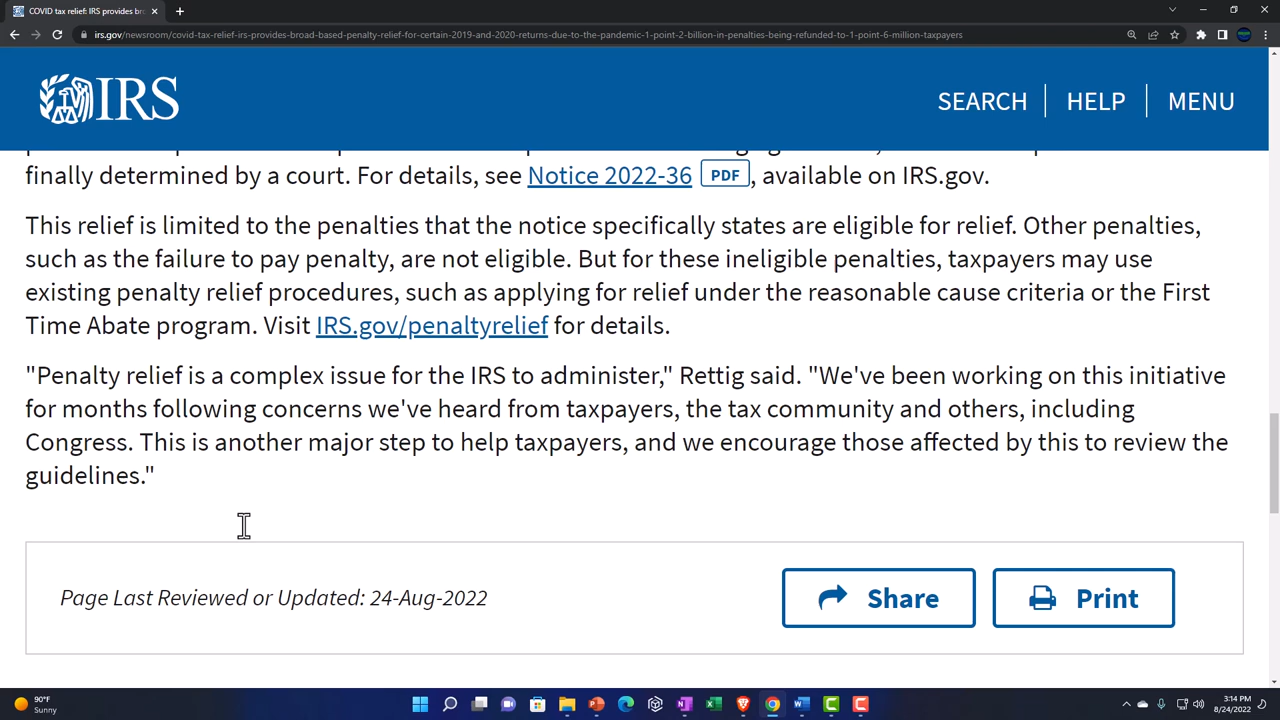 COVID tax relief: IRS provides bro
irs.gov/newsroom/covid-tax-relief-irs-provides-broad-based-penalty-relief-for-certain-2019-and-2020-returns-due-to-the-pandemic-1-point-2-billion-in-penalties-being-refunded-to-1-point-6-million-taxpayers
IRS
SEARCH HELP MENU
finally determined by a court. For details, see Notice 2022-36 PDF, available on IRS.gov.
This relief is limited to the penalties that the notice specifically states are eligible for relief. Other penalties,
such as the failure to pay penalty, are not eligible. But for these ineligible penalties, taxpayers may use
existing penalty relief procedures, such as applying for relief under the reasonable cause criteria or the First
Time Abate program. Visit IRS.gov/penaltyrelief for details.
"Penalty relief is a complex issue for the IRS to administer," Rettig said. "We've been working on this initiative
for months following concerns we've heard from taxpayers, the tax community and others, including
Congress. This is another major step to help taxpayers, and we encourage those affected by this to review the
guidelines."
Page Last Reviewed or Updated: 24-Aug-2022
Share
Print
90°F
Sunny
3:14 PM
8/24/2022